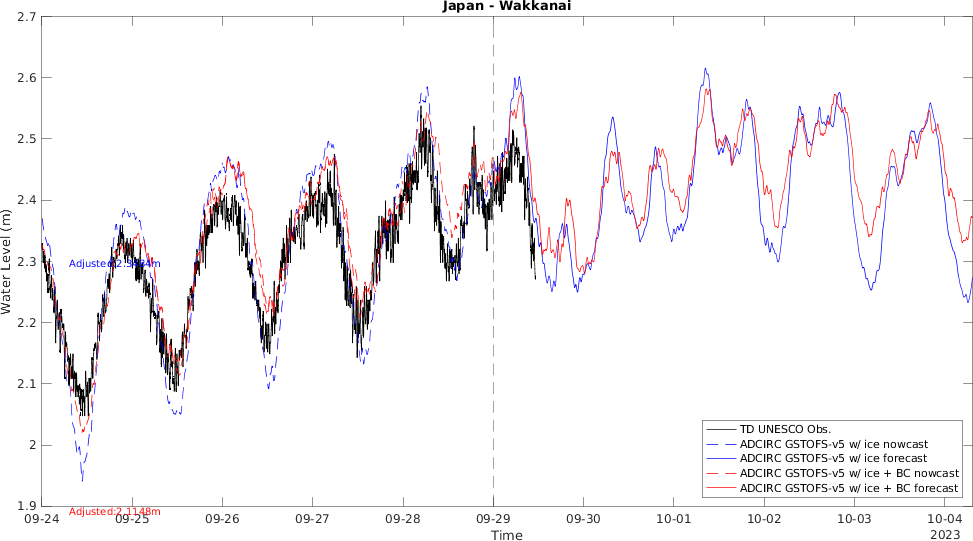 Japan - Wakkanai
2.7
2.6
2.5
2.4
2.3
2.2
2.1
2
1.9
Water Level (m)
Adjusted:2.1148m
09-24
09-25
09-26
09-27
09-28
09-29
09-30
10-01
10-02
10-03
10-04
2023
Time
TD UNESCO Obs.
ADCIRC GSTOFS-v5 w/ ice nowcast
ADCIRC GSTOFS-v5 w/ ice forecast
ADCIRC GSTOFS-v5 w/ ice + BC nowcast
ADCIRC GSTOFS-v5 w/ ice + BC forecast